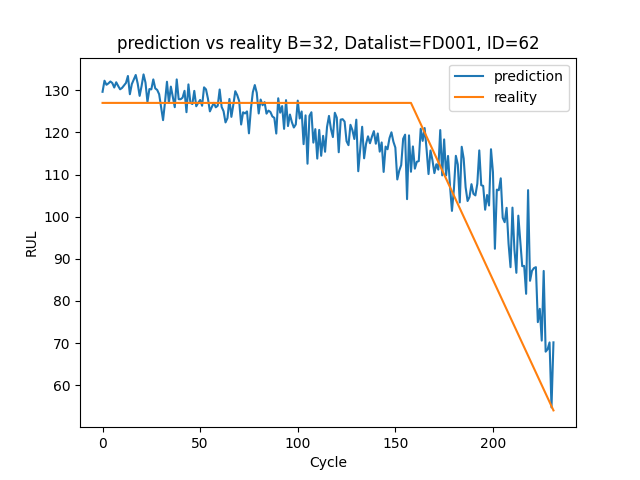 prediction vs reality B=32, Datalist=FD001, ID=62
prediction
reality
RUL
130
120
110
100
90
80
70
60
0
50
100
150
200
Cycle